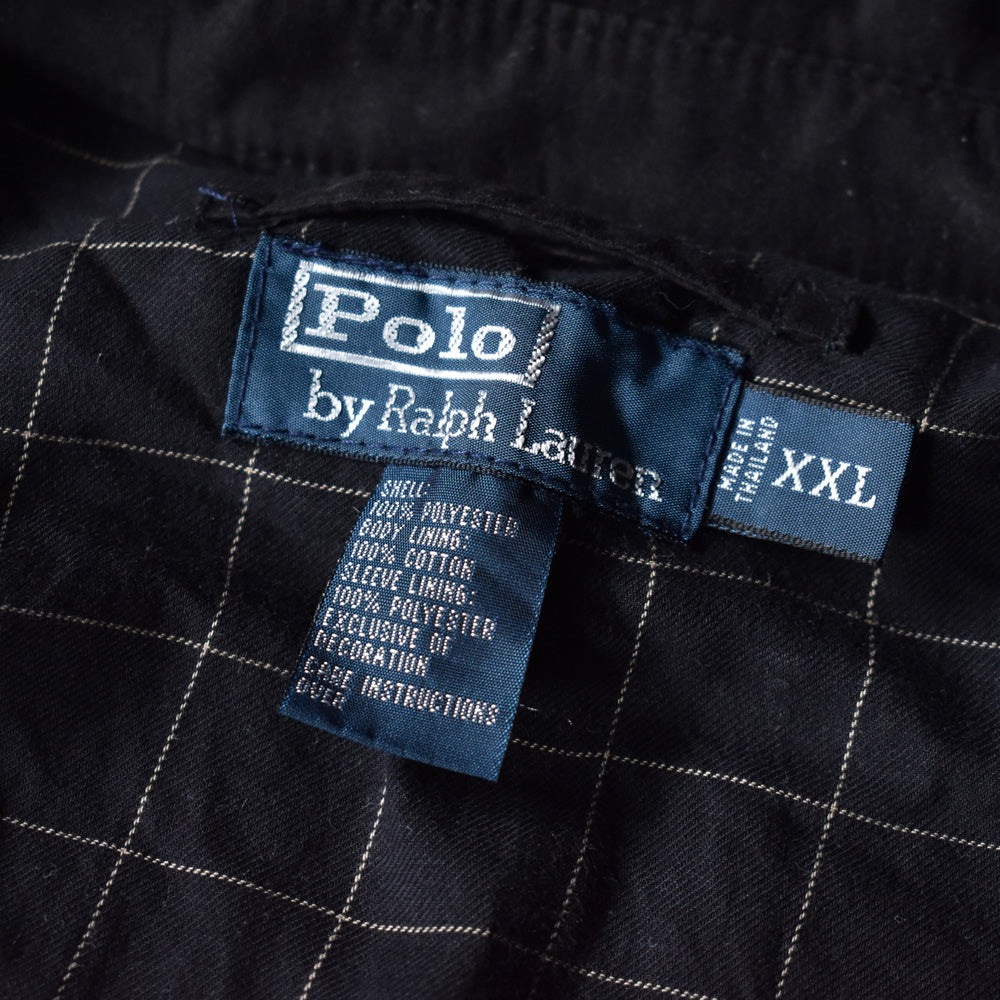 Polo
by Ralph Lauren
MADE IN
THAILAND
XXL
SHELL:
100% POLYESTER
BODY LINING:
100% COTTON
SLEEVE LINING:
100% POLYESTER
EXCLUSIVE OF
DECORATION
CARE INSTRUCTIONS
OVER